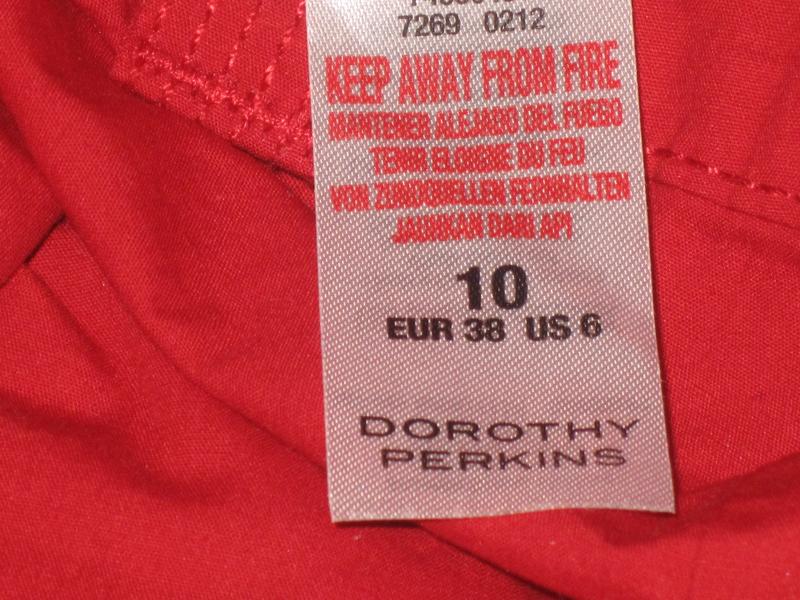 7269 0212
KEEP AWAY FROM FIRE
MANTENER ALEJADO DEL FUEGO
TENIR ELOIGNE DU FEU
VON ZUNDQUELLEN FERNHALTEN
JAUHKAN DARI API
10
EUR 38 US 6
DOROTHY
PERKINS